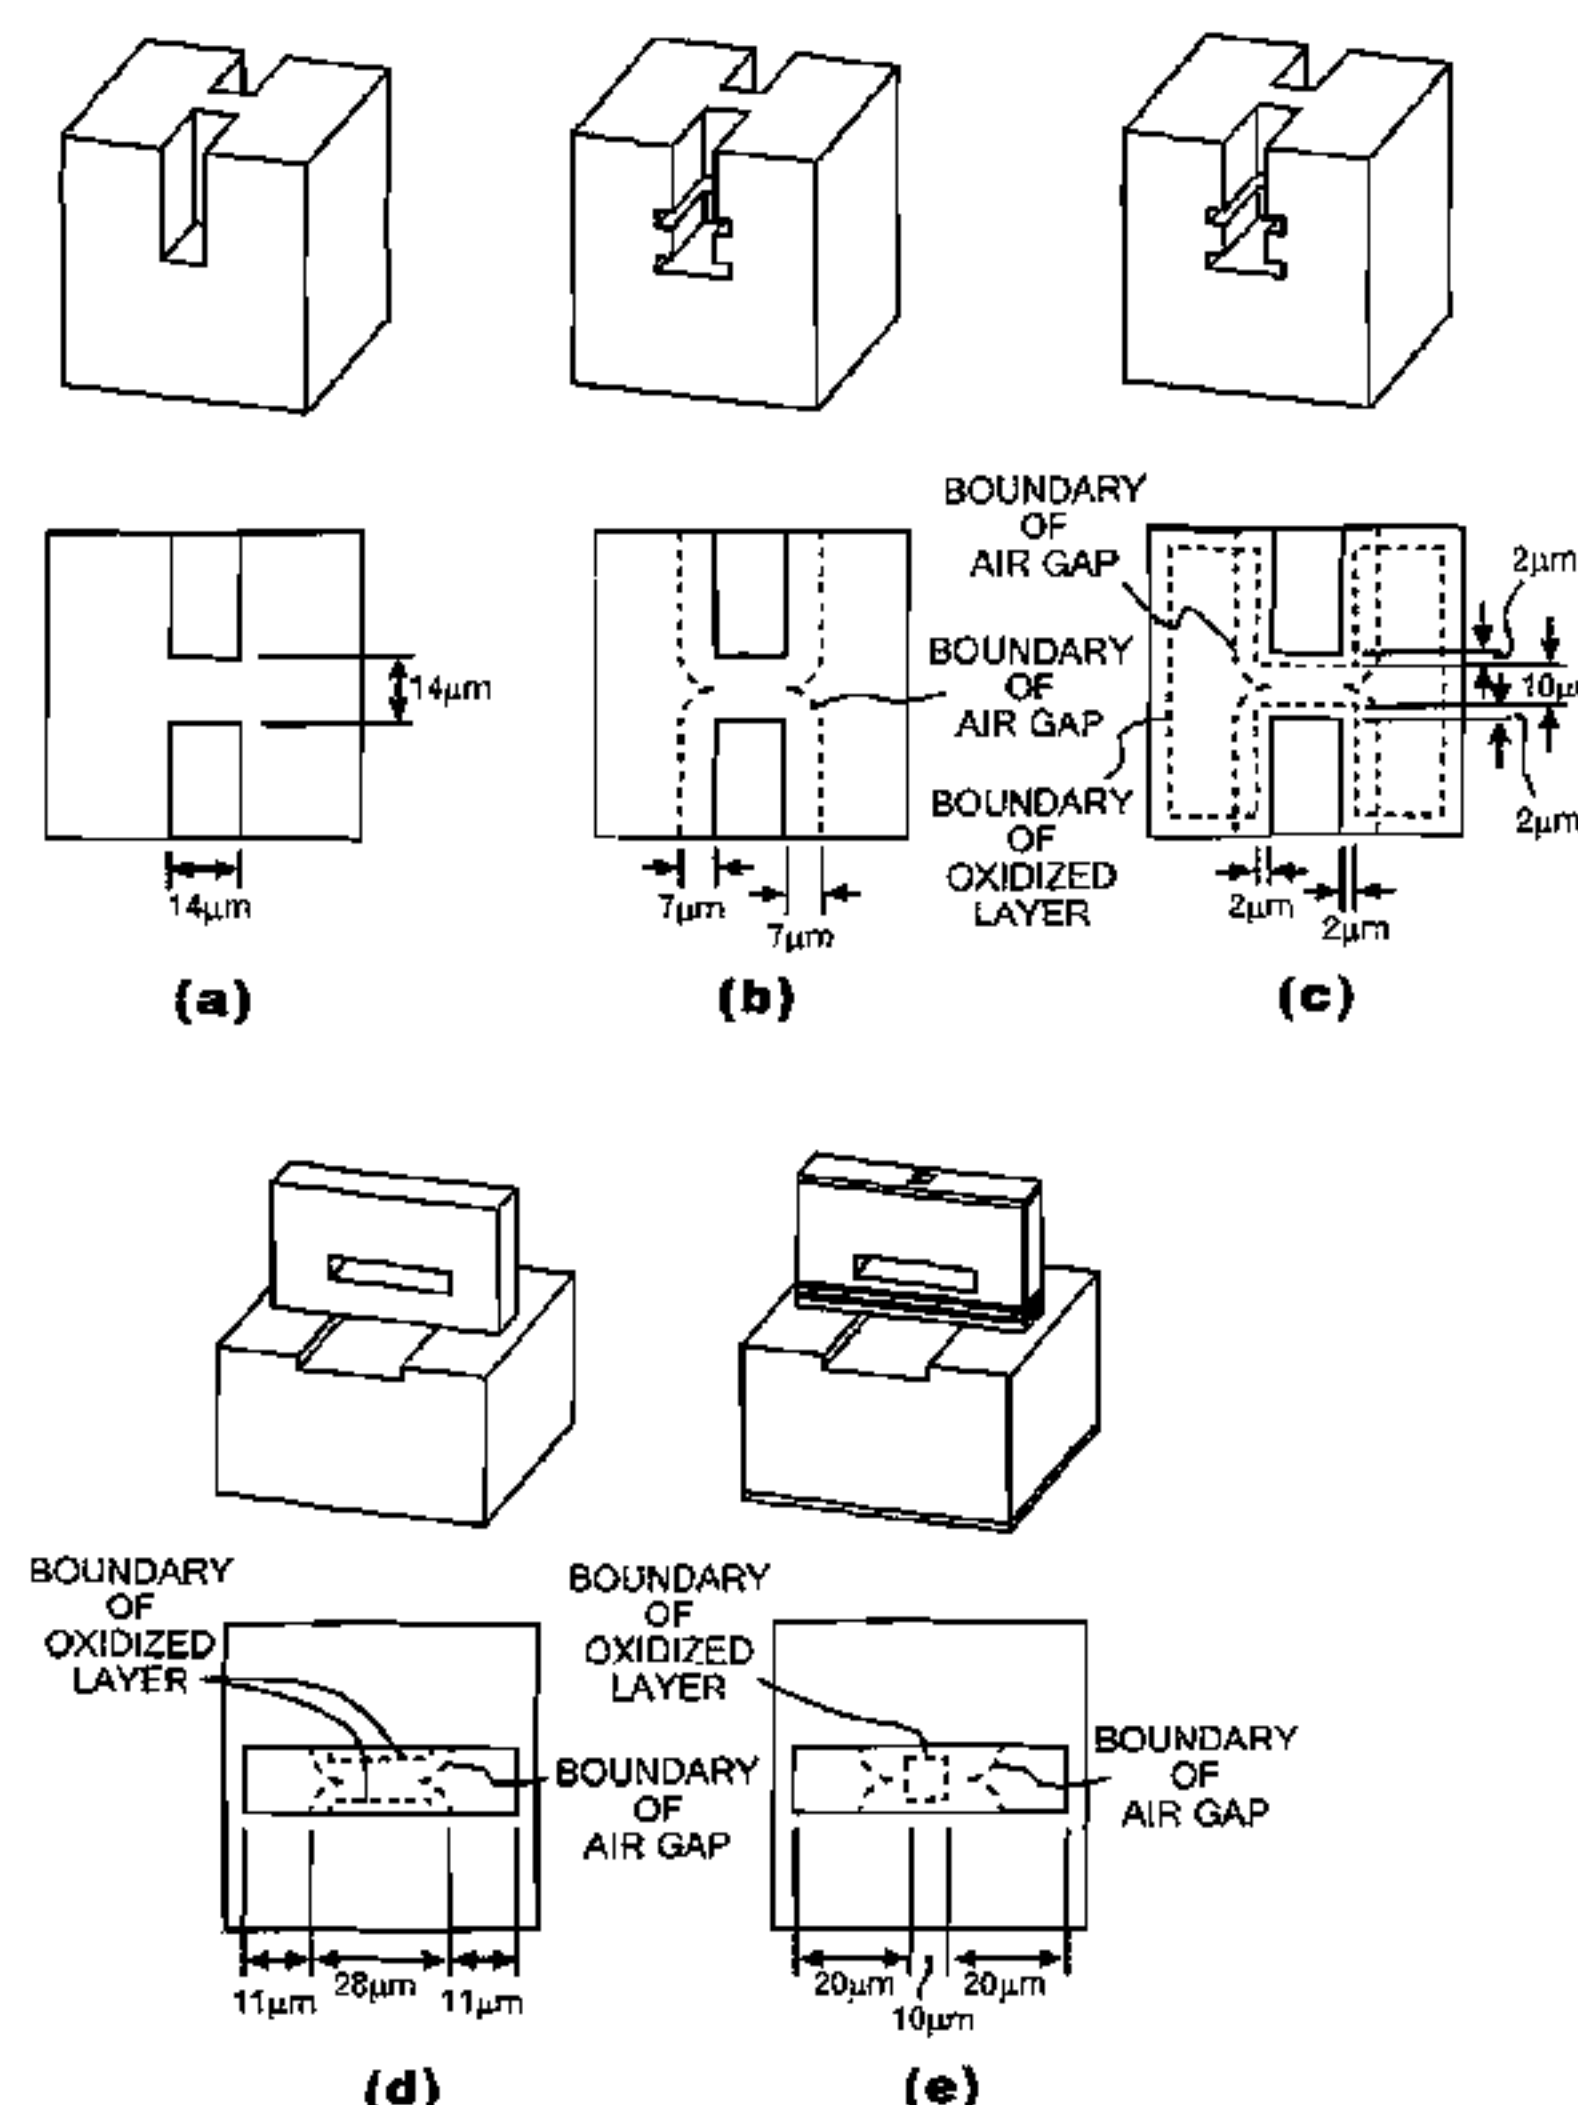 14μm
14μm
(a)
BOUNDARY
OF
AIR GAP
7μm
7μm
(b)
BOUNDARY
OF
AIR GAP
BOUNDARY
OF
OXIDIZED
LAYER
2μm
10μ
2μm
2μm
2μm
(c)
BOUNDARY
OF
OXIDIZED
LAYER
BOUNDARY
OF
AIR GAP
11μm
28μm
11μm
(d)
BOUNDARY
OF
OXIDIZED
LAYER
BOUNDARY
OF
AIR GAP
20μm
10μm
20μm
(e)